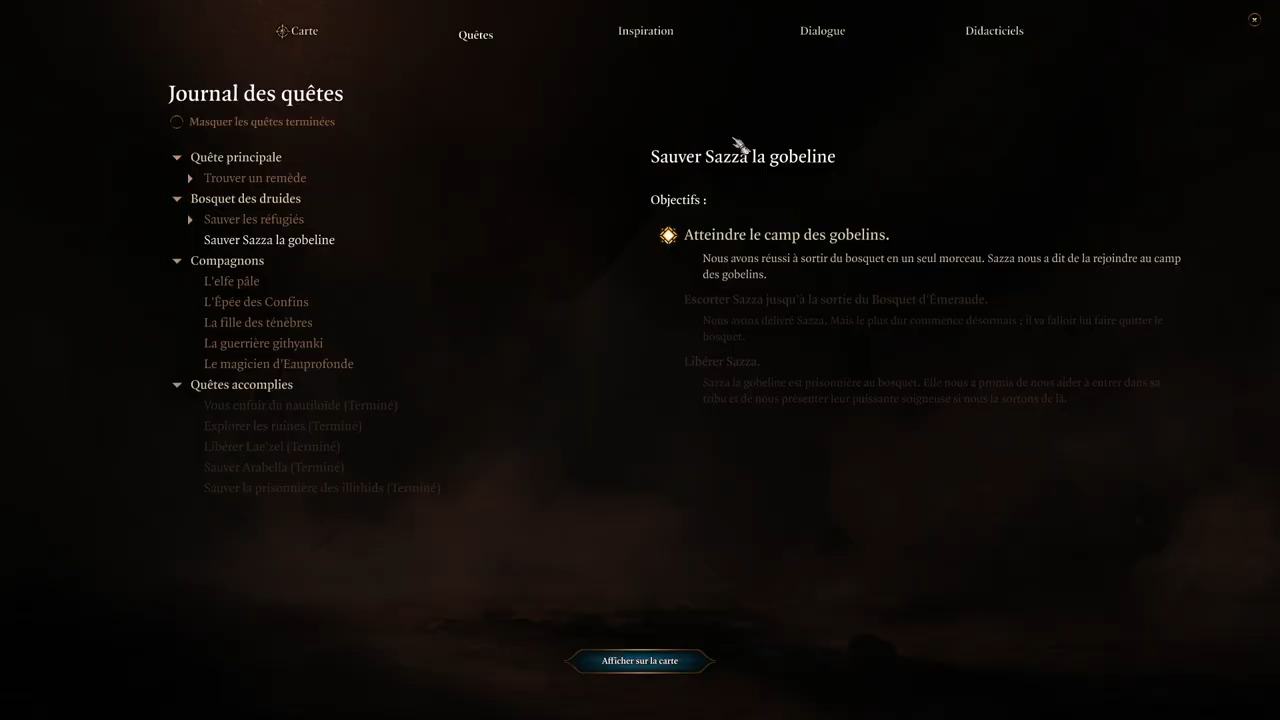 Carte
Quêtes
Inspiration
Dialogue
Didacticiels
Journal des quêtes
Masquer les quêtes terminées
Quête principale
Trouver un remède
Bosquet des druides
Sauver les réfugiés
Sauver Sazza la gobeline
Compagnons
L'elfe pâle
L'Épée des Confins
La fille des ténèbres
La guerrière githyanki
Le magicien d'Eauprofonde
Quêtes accomplies
Vous enfuir du nautiloïde (Terminé)
Explorer les ruines (Terminé)
Libérer Lae'zel (Terminé)
Sauver Arabella (Terminé)
Sauver la prisonnière des illithids (Terminé)
Sauver Sazza la gobeline
Objectifs :
Atteindre le camp des gobelins.
Nous avons réussi à sortir du bosquet en un seul morceau. Sazza nous a dit de la rejoindre au camp
des gobelins.
Escorter Sazza jusqu'à la sortie du Bosquet d'Émeraude.
Nous avons délivré Sazza. Mais le plus dur commence désormais : il va falloir lui faire quitter le
bosquet.
Libérer Sazza.
Sazza la gobeline est prisonnière au bosquet. Elle nous a promis de nous aider à entrer dans sa
tribu et de nous présenter leur puissante soigneuse si nous la sortons de là.
Afficher sur la carte